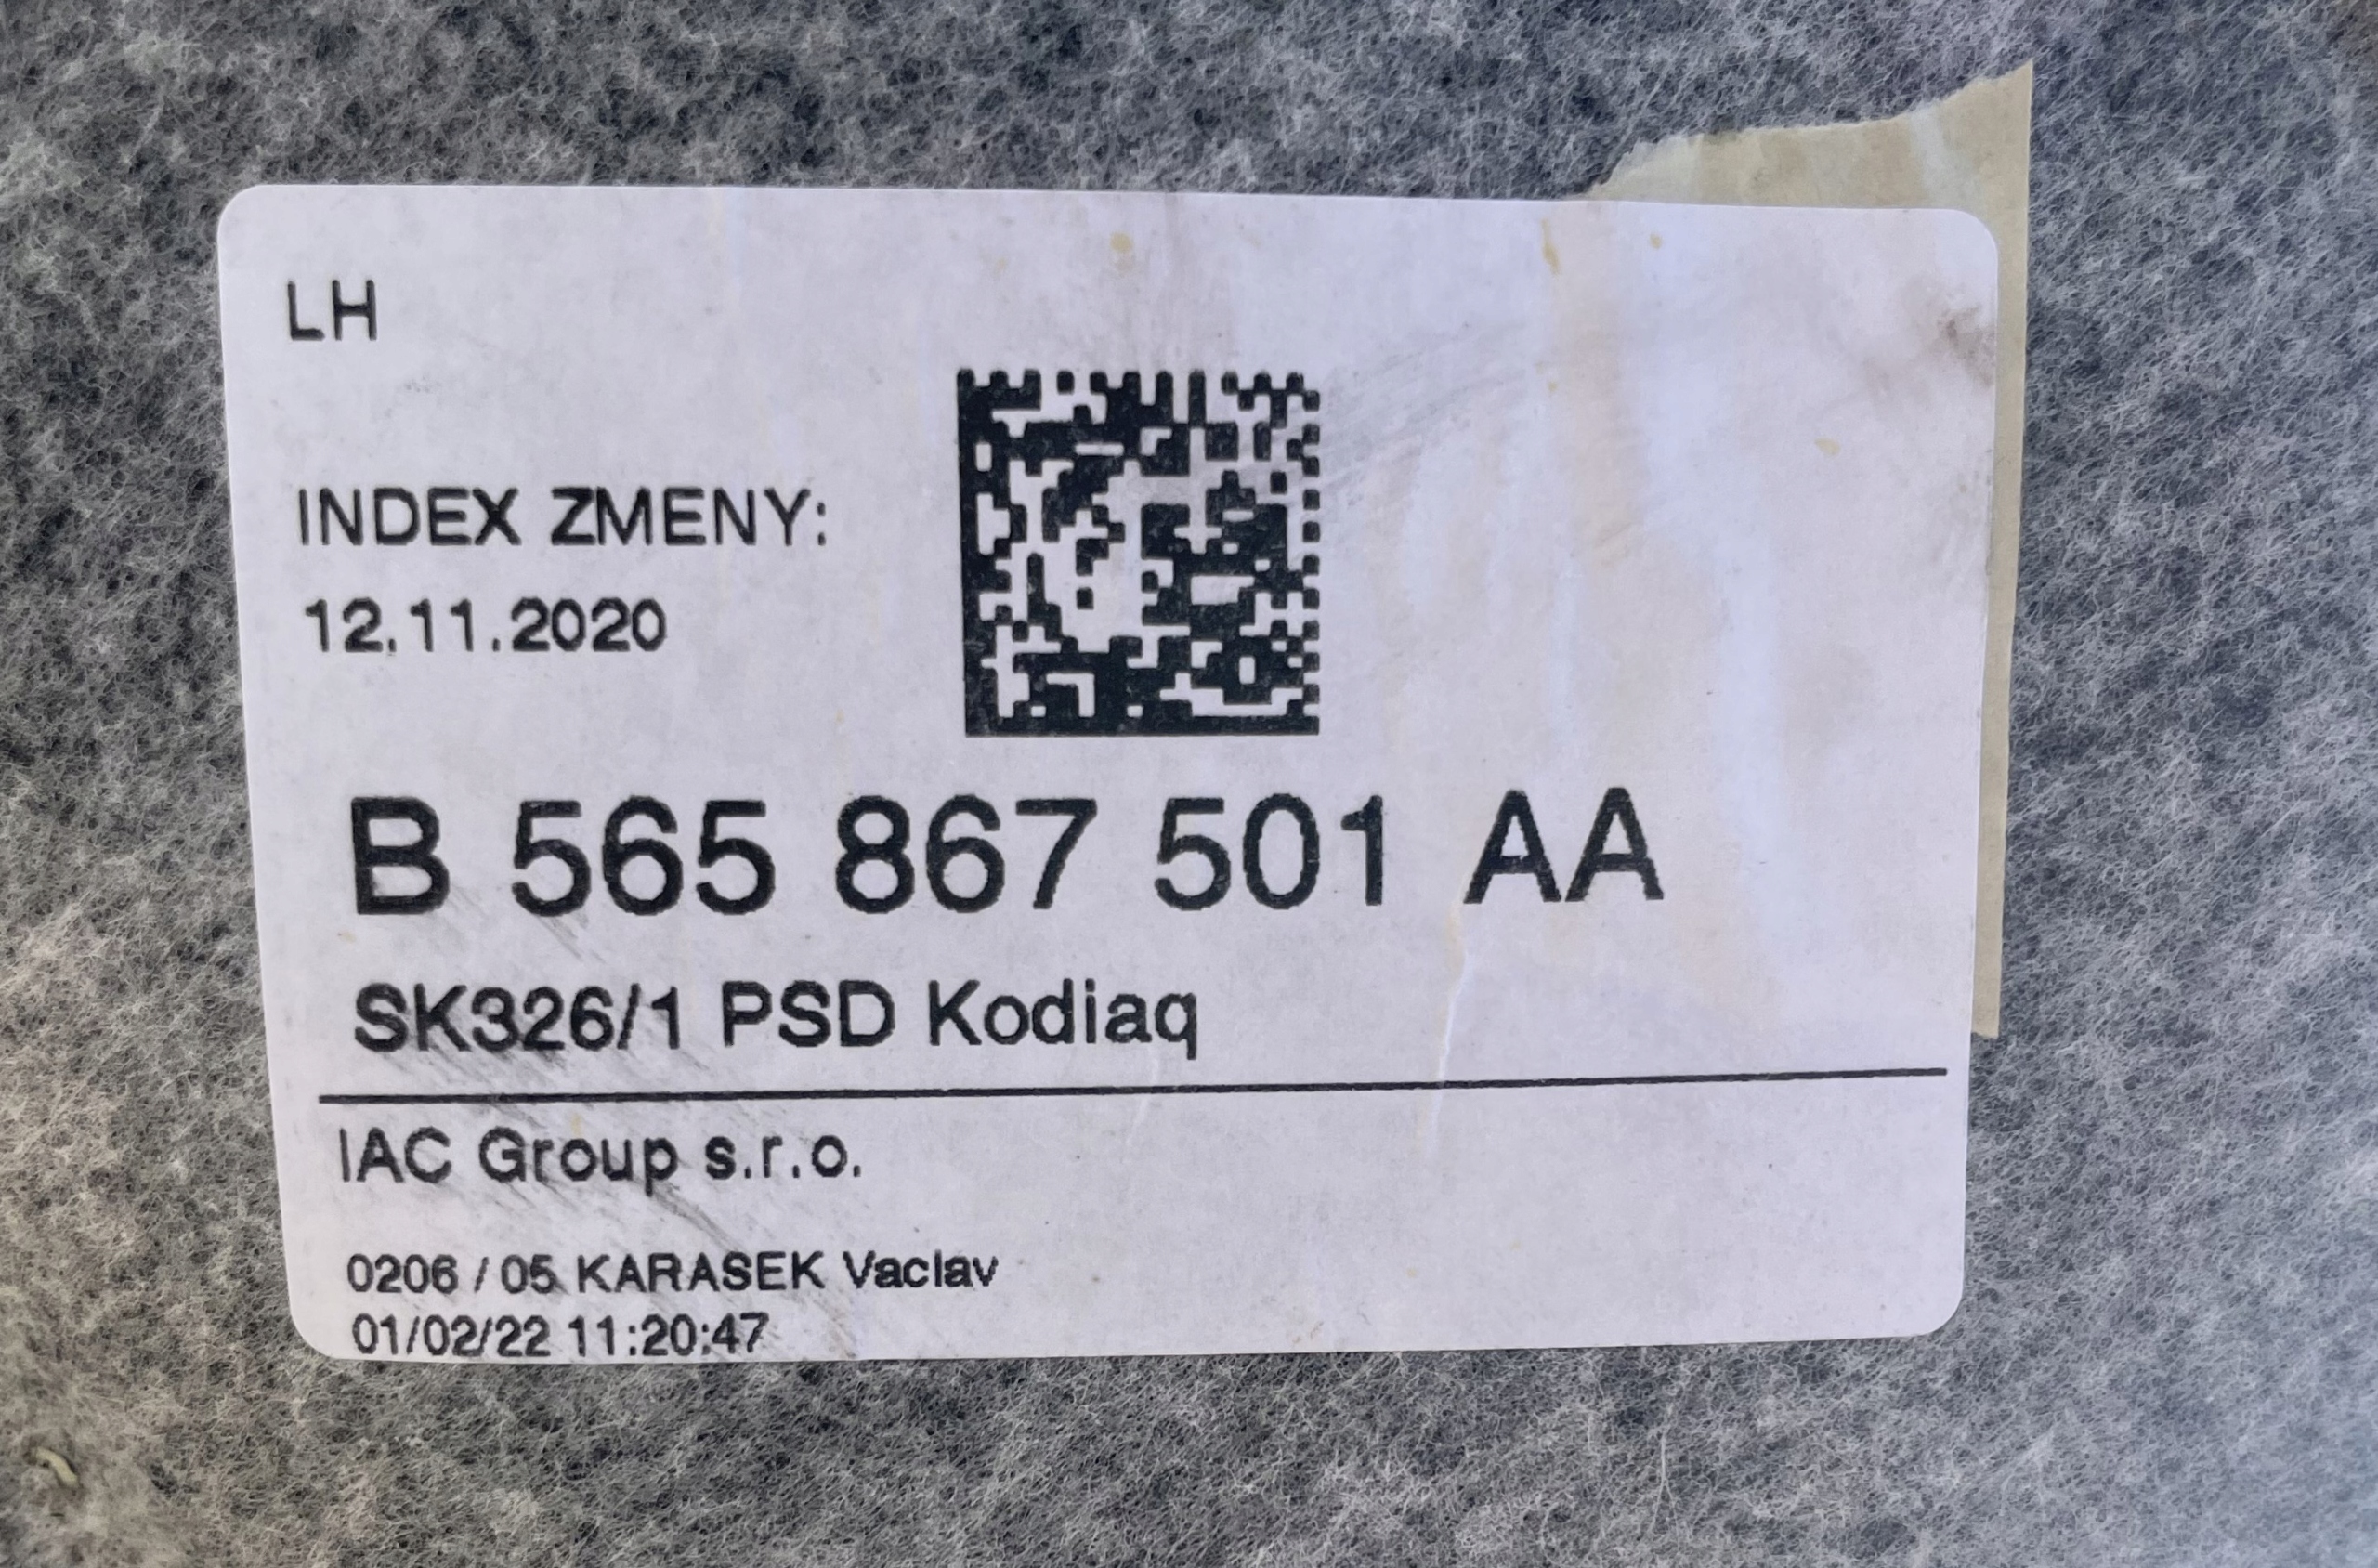 LH
INDEX ZMENY:
12.11.2020
B 565 867 501 AA
SK326/1 PSD Kodiaq
IAC Group s.r.o.
0206 / 05 KARASEK Vaclav
01/02/22 11:20:47